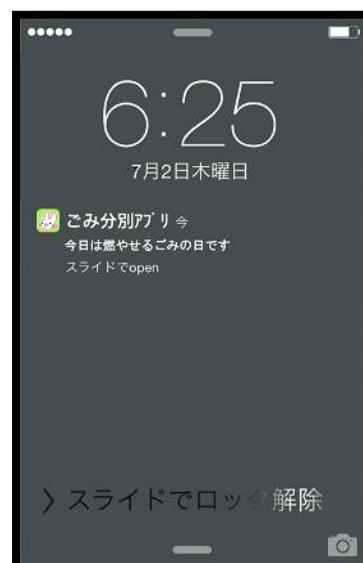 6:25
7月2日木曜日
ごみ分別アプリ 今
今日は燃やせるごみの日です
スライドでopen
› スライドでロック解除